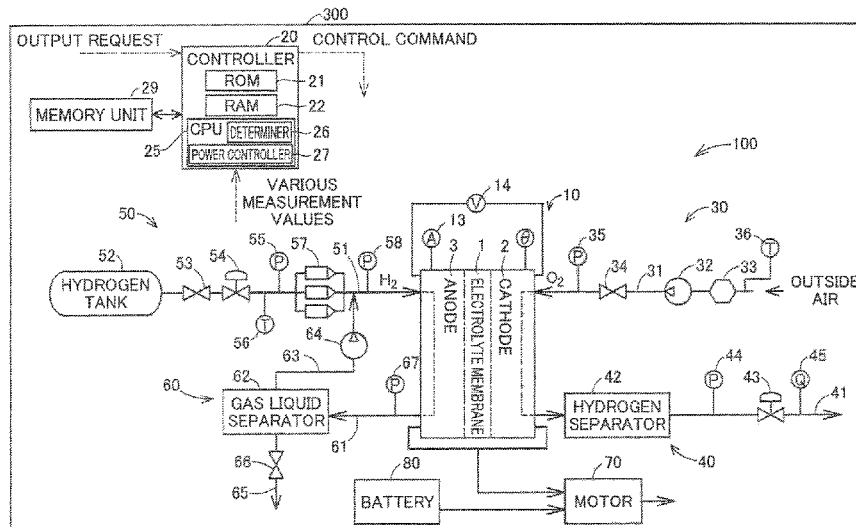 300
OUTPUT REQUEST
20
CONTROL COMMAND
CONTROLLER
ROM
21
RAM
22
29
MEMORY UNIT
CPU
25
DETERMINER
26
POWER CONTROLLER
27
VARIOUS
MEASUREMENT
VALUES
100
50
14
V
10
30
13
A
θ
52
53
54
55
P
57
51
58
P
3
1
2
35
P
34
31
32
33
36
T
HYDROGEN
TANK
H2
O2
OUTSIDE
AIR
T
56
ANODE
ELECTROLYTE MEMBRANE
CATHODE
64
63
67
P
60
62
GAS LIQUID
SEPARATOR
61
42
HYDROGEN
SEPARATOR
44
P
43
45
Q
41
40
66
65
80
BATTERY
70
MOTOR